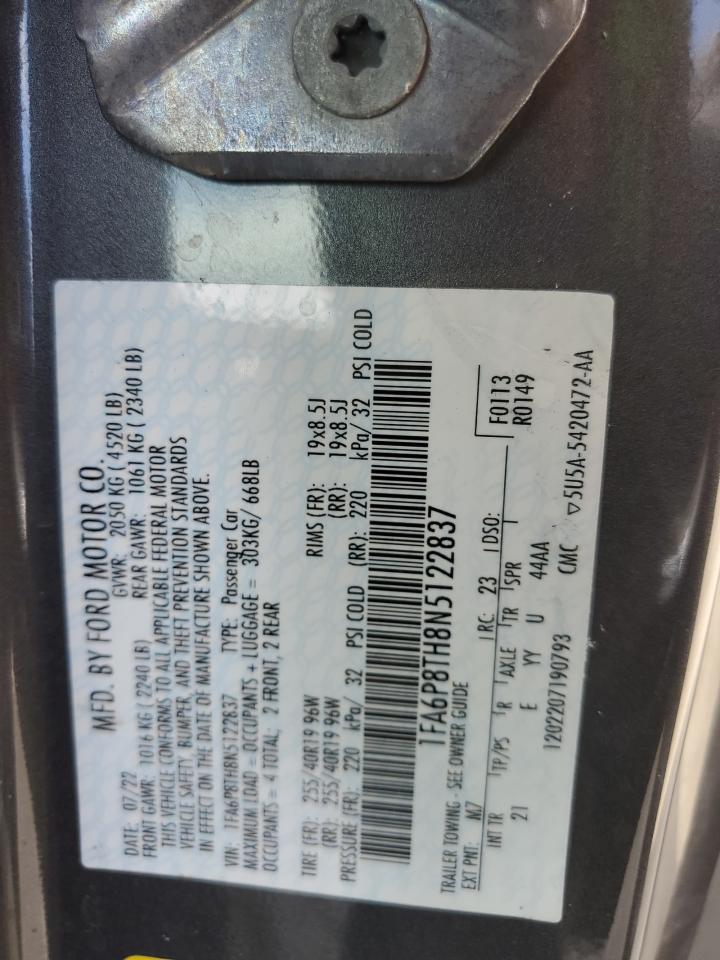 MFD. BY FORD MOTOR CO.
DATE: 07/22 GVWR: 2050 KG ( 4520 LB)
FRONT GAWR: 1016 KG ( 2240 LB) REAR GAWR: 1061 KG ( 2340 LB)
THIS VEHICLE CONFORMS TO ALL APPLICABLE FEDERAL MOTOR
VEHICLE SAFETY, BUMPER, AND THEFT PREVENTION STANDARDS
IN EFFECT ON THE DATE OF MANUFACTURE SHOWN ABOVE.
VIN: 1FA6P8TH8N5122837 TYPE: Passenger Car
MAXIMUM LOAD = OCCUPANTS + LUGGAGE = 303KG/ 668LB
OCCUPANTS = 4 TOTAL; 2 FRONT, 2 REAR
TIRE (FR): 255/40R19 96W RIMS (FR): 19x8.5J
(RR): 255/40R19 96W (RR): 19x8.5J
PRESSURE (FR): 220 kPa/ 32 PSI COLD (RR): 220 kPa/ 32 PSI COLD
1FA6P8TH8N5122837
TRAILER TOWING - SEE OWNER GUIDE
EXT PNT: M7 RC: 23 DSO: F0113
INT TR TP/PS R AXLE TR SPR R0149
21 E YY U 44AA
1202207190793 CMC ▽5U5A-5420472-AA